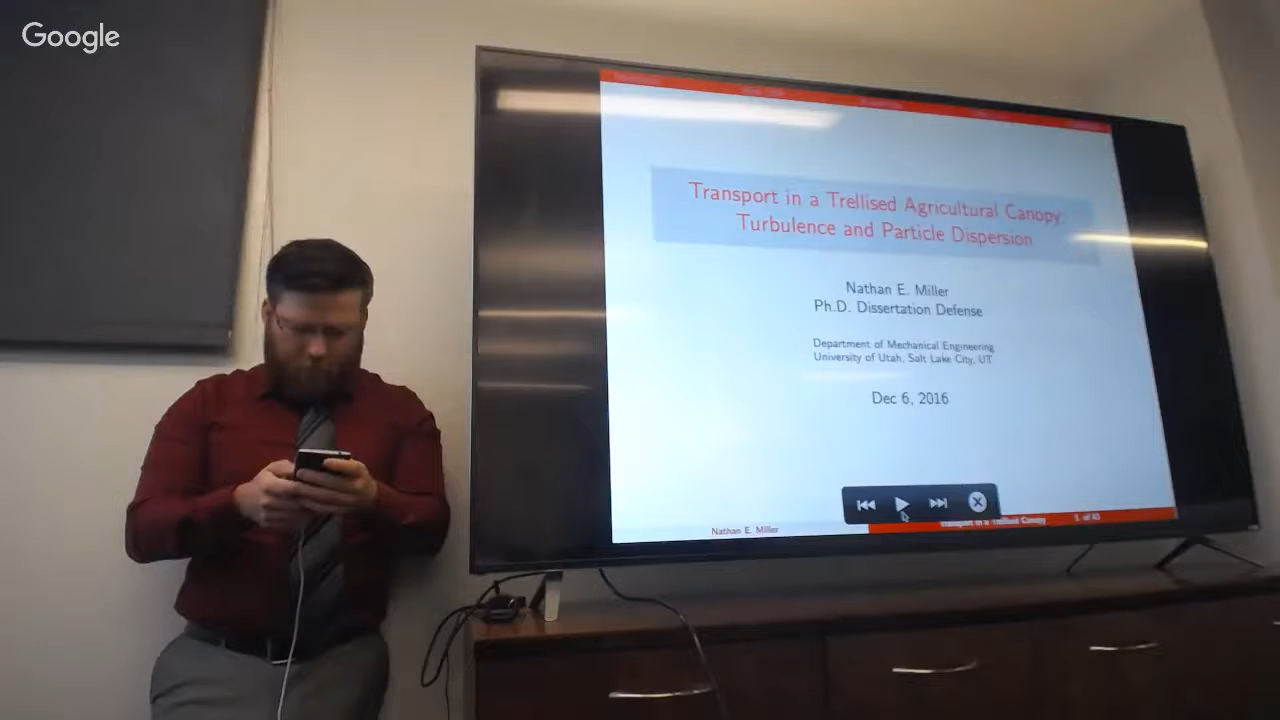 Google
Transport in a Trellised Agricultural Canopy:
Turbulence and Particle Dispersion
Nathan E. Miller
Ph.D. Dissertation Defense
Department of Mechanical Engineering
University of Utah, Salt Lake City, UT
Dec 6, 2016
Nathan E. Miller
Transport in a Trellised Canopy